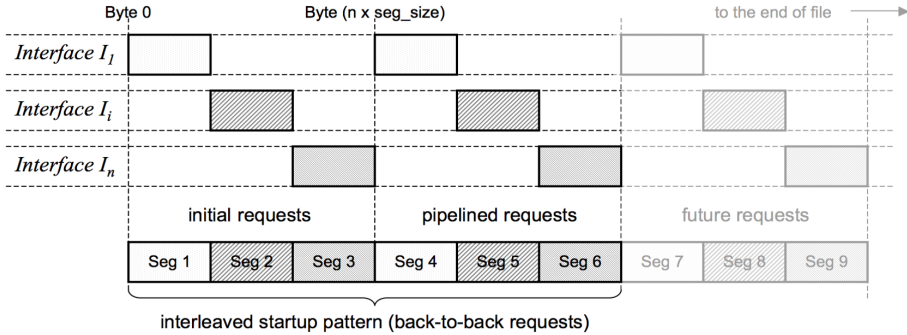 Byte 0 Byte (n x seg_size) to the end of file
Interface I1
Interface Ii
Interface In
initial requests pipelined requests future requests
Seg 1 Seg 2 Seg 3 Seg 4 Seg 5 Seg 6 Seg 7 Seg 8 Seg 9
interleaved startup pattern (back-to-back requests)